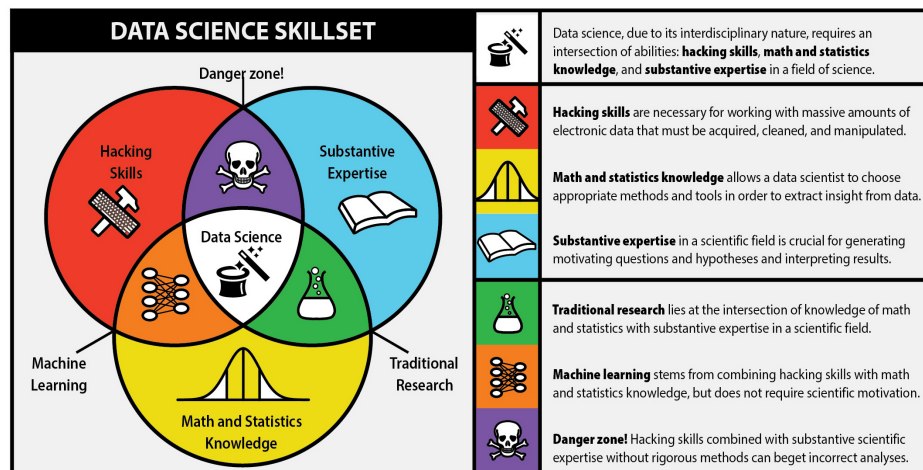 DATA SCIENCE SKILLSET
Danger zone!
Hacking
Skills
Substantive
Expertise
Data Science
Machine
Learning
Traditional
Research
Math and Statistics
Knowledge
Data science, due to its interdisciplinary nature, requires an
intersection of abilities: hacking skills, math and statistics
knowledge, and substantive expertise in a field of science.
Hacking skills are necessary for working with massive amounts of
electronic data that must be acquired, cleaned, and manipulated.
Math and statistics knowledge allows a data scientist to choose
appropriate methods and tools in order to extract insight from data.
Substantive expertise in a scientific field is crucial for generating
motivating questions and hypotheses and interpreting results.
Traditional research lies at the intersection of knowledge of math
and statistics with substantive expertise in a scientific field.
Machine learning stems from combining hacking skills with math
and statistics knowledge, but does not require scientific motivation.
Danger zone! Hacking skills combined with substantive scientific
expertise without rigorous methods can beget incorrect analyses.